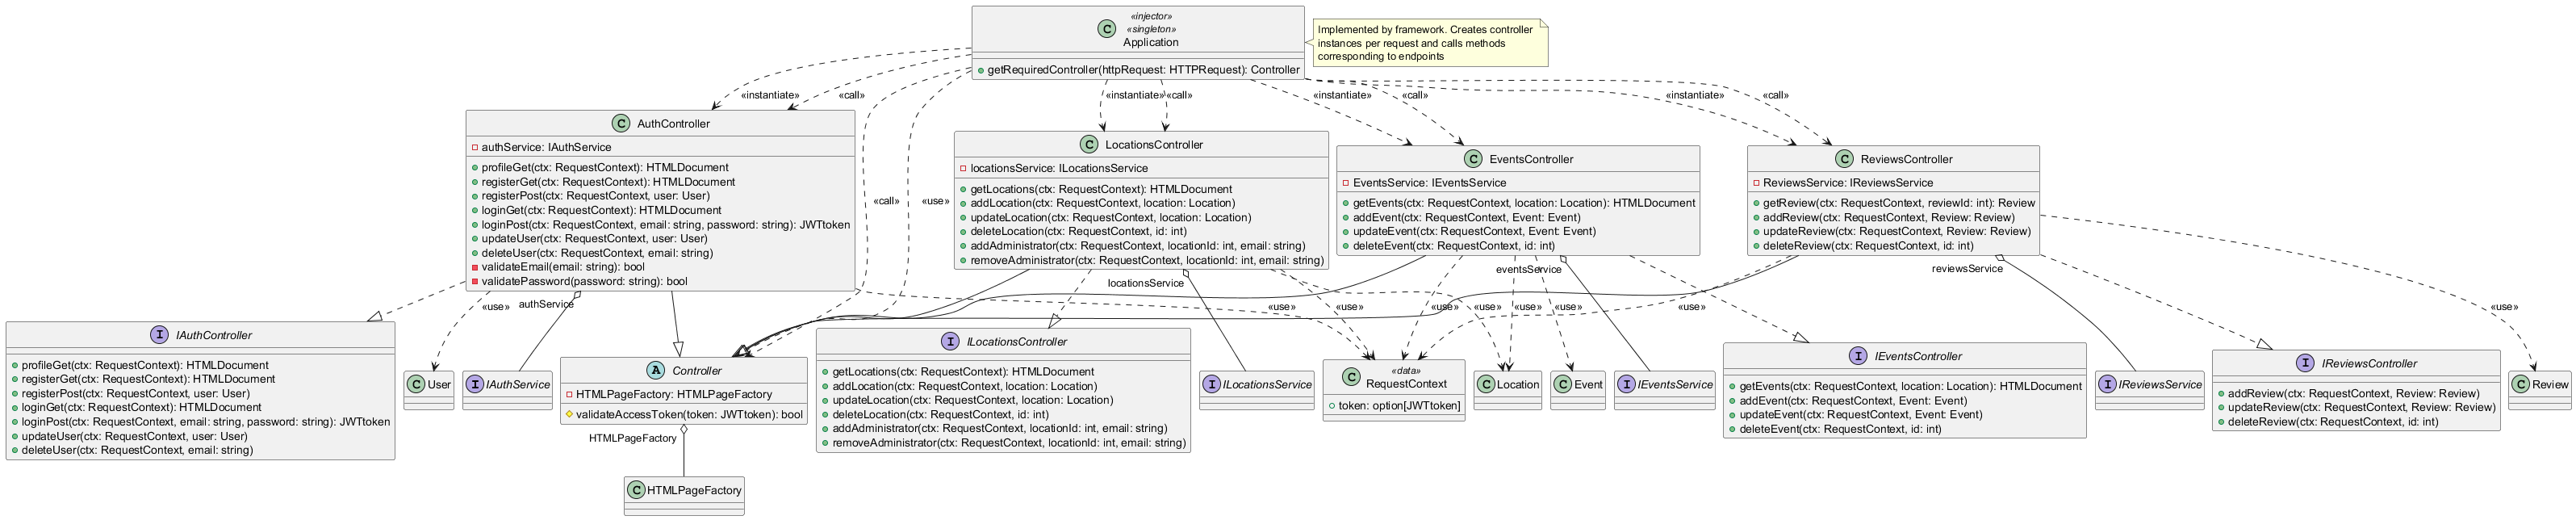 «injector»
«singleton»
C Application
getRequiredController(httpRequest: HTTPRequest): Controller
Implemented by framework. Creates controller
instances per request and calls methods
corresponding to endpoints
«instantiate»
«call»
«call»
«use»
«instantiate»
«call»
«instantiate»
«call»
«instantiate»
«call»
C AuthController
authService: IAuthService
profileGet(ctx: RequestContext): HTMLDocument
registerGet(ctx: RequestContext): HTMLDocument
registerPost(ctx: RequestContext, user: User)
loginGet(ctx: RequestContext): HTMLDocument
loginPost(ctx: RequestContext, email: string, password: string): JWTtoken
updateUser(ctx: RequestContext, user: User)
deleteUser(ctx: RequestContext, email: string)
validateEmail(email: string): bool
validatePassword(password: string): bool
C LocationsController
locationsService: ILocationsService
getLocations(ctx: RequestContext): HTMLDocument
addLocation(ctx: RequestContext, location: Location)
updateLocation(ctx: RequestContext, location: Location)
deleteLocation(ctx: RequestContext, id: int)
addAdministrator(ctx: RequestContext, locationId: int, email: string)
removeAdministrator(ctx: RequestContext, locationId: int, email: string)
C EventsController
EventsService: IEventsService
getEvents(ctx: RequestContext, location: Location): HTMLDocument
addEvent(ctx: RequestContext, Event: Event)
updateEvent(ctx: RequestContext, Event: Event)
deleteEvent(ctx: RequestContext, id: int)
C ReviewsController
ReviewsService: IReviewsService
getReview(ctx: RequestContext, reviewId: int): Review
addReview(ctx: RequestContext, Review: Review)
updateReview(ctx: RequestContext, Review: Review)
deleteReview(ctx: RequestContext, id: int)
«use»
authService
locationsService
eventsService
reviewsService
«use»
«use»
«use»
«use»
«use»
«use»
«use»
«use»
I IAuthController
profileGet(ctx: RequestContext): HTMLDocument
registerGet(ctx: RequestContext): HTMLDocument
registerPost(ctx: RequestContext, user: User)
loginGet(ctx: RequestContext): HTMLDocument
loginPost(ctx: RequestContext, email: string, password: string): JWTtoken
updateUser(ctx: RequestContext, user: User)
deleteUser(ctx: RequestContext, email: string)
C User
I IAuthService
A Controller
HTMLPageFactory: HTMLPageFactory
validateAccessToken(token: JWTtoken): bool
HTMLPageFactory
C HTMLPageFactory
I ILocationsController
getLocations(ctx: RequestContext): HTMLDocument
addLocation(ctx: RequestContext, location: Location)
updateLocation(ctx: RequestContext, location: Location)
deleteLocation(ctx: RequestContext, id: int)
addAdministrator(ctx: RequestContext, locationId: int, email: string)
removeAdministrator(ctx: RequestContext, locationId: int, email: string)
I ILocationsService
«data»
C RequestContext
token: option[JWTtoken]
C Location
C Event
I IEventsService
I IEventsController
getEvents(ctx: RequestContext, location: Location): HTMLDocument
addEvent(ctx: RequestContext, Event: Event)
updateEvent(ctx: RequestContext, Event: Event)
deleteEvent(ctx: RequestContext, id: int)
I IReviewsService
I IReviewsController
addReview(ctx: RequestContext, Review: Review)
updateReview(ctx: RequestContext, Review: Review)
deleteReview(ctx: RequestContext, id: int)
C Review